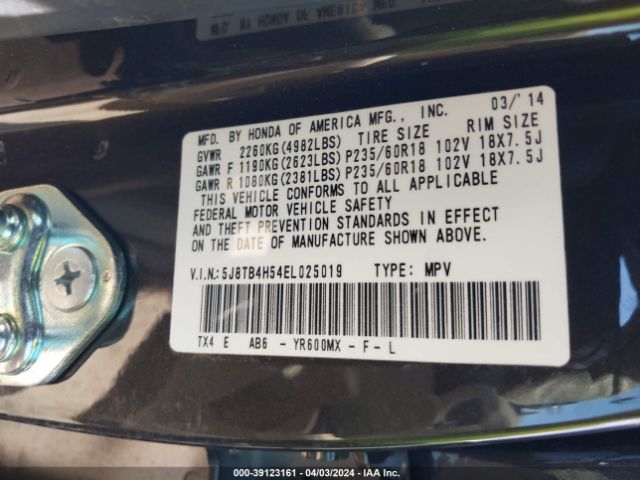 MFD. BY HONDA OF AMERICA MFG., INC. 03/'14
GVWR 2260KG(4982LBS) TIRE SIZE RIM SIZE
GAWR F 1190KG(2623LBS) P235/60R18 102V 18X7.5J
GAWR R 1080KG(2381LBS) P235/60R18 102V 18X7.5J
THIS VEHICLE CONFORMS TO ALL APPLICABLE
FEDERAL MOTOR VEHICLE SAFETY
AND THEFT PREVENTION STANDARDS IN EFFECT
ON THE DATE OF MANUFACTURE SHOWN ABOVE.
V.I.N.:5J8TB4H54EL025019 TYPE: MPV
TX4 E AB6 - YR600MX - F - L
000-39123161 - 04/03/2024 - IAA Inc.